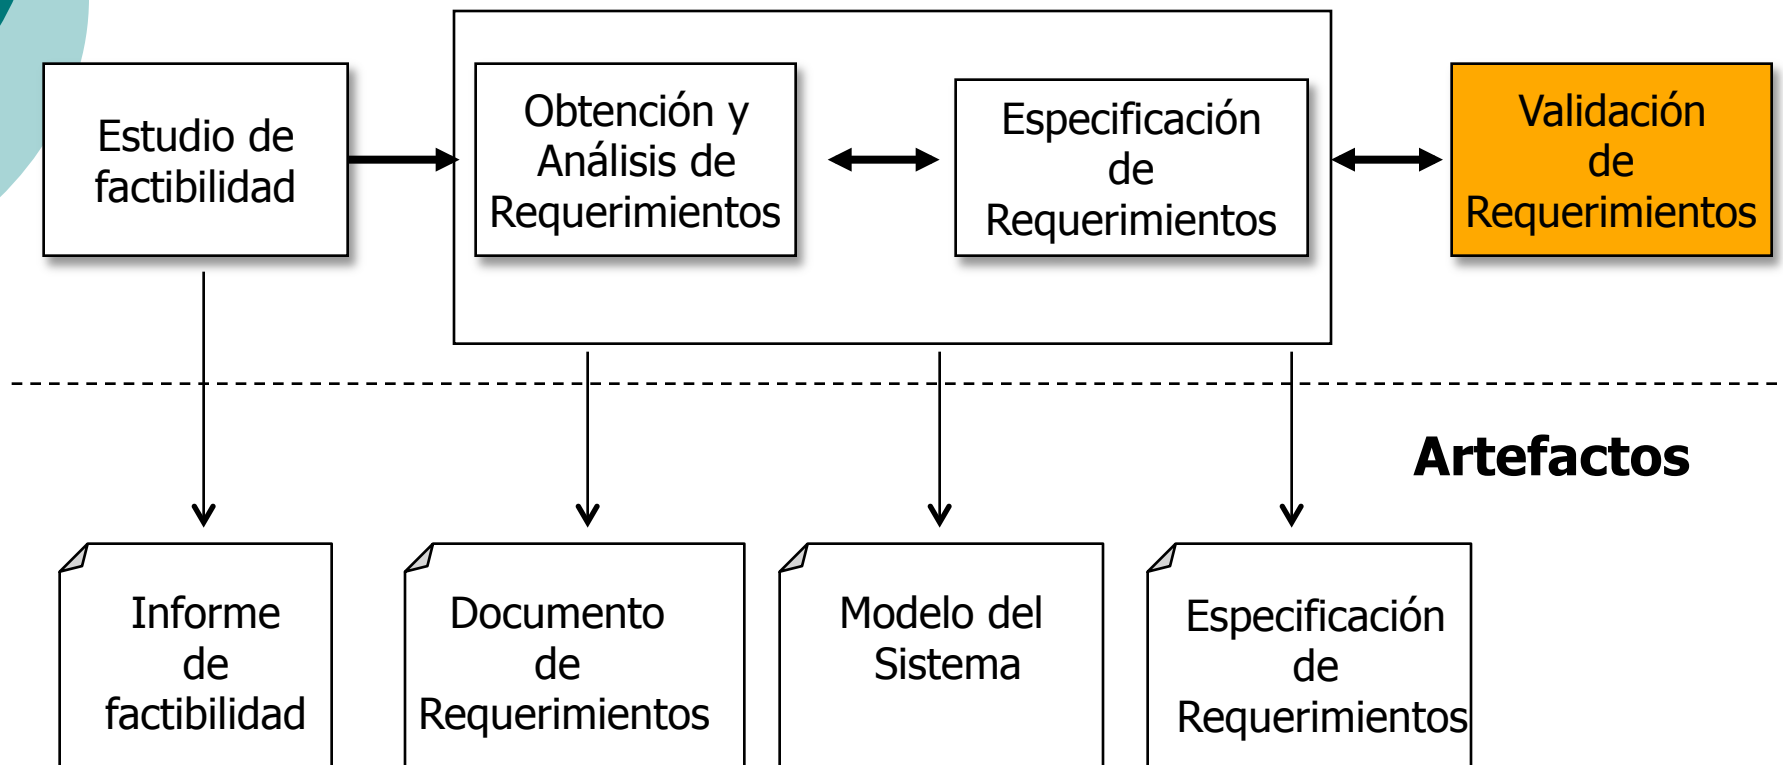 Estudio de
factibilidad
Obtención y
Análisis de
Requerimientos
Especificación
de
Requerimientos
Validación
de
Requerimientos
Artefactos
Informe
de
factibilidad
Documento
de
Requerimientos
Modelo del
Sistema
Especificación
de
Requerimientos